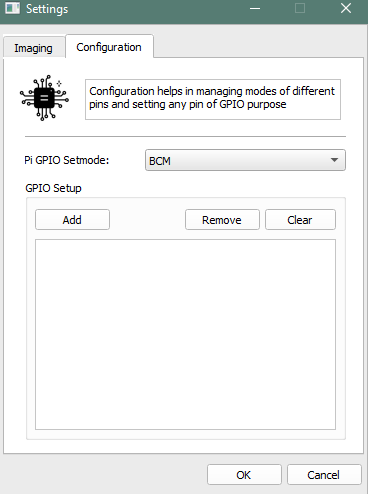 Settings
Imaging
Configuration
Configuration helps in managing modes of different
pins and setting any pin of GPIO purpose
Pi GPIO Setmode:
BCM
GPIO Setup
Add
Remove
Clear
OK
Cancel